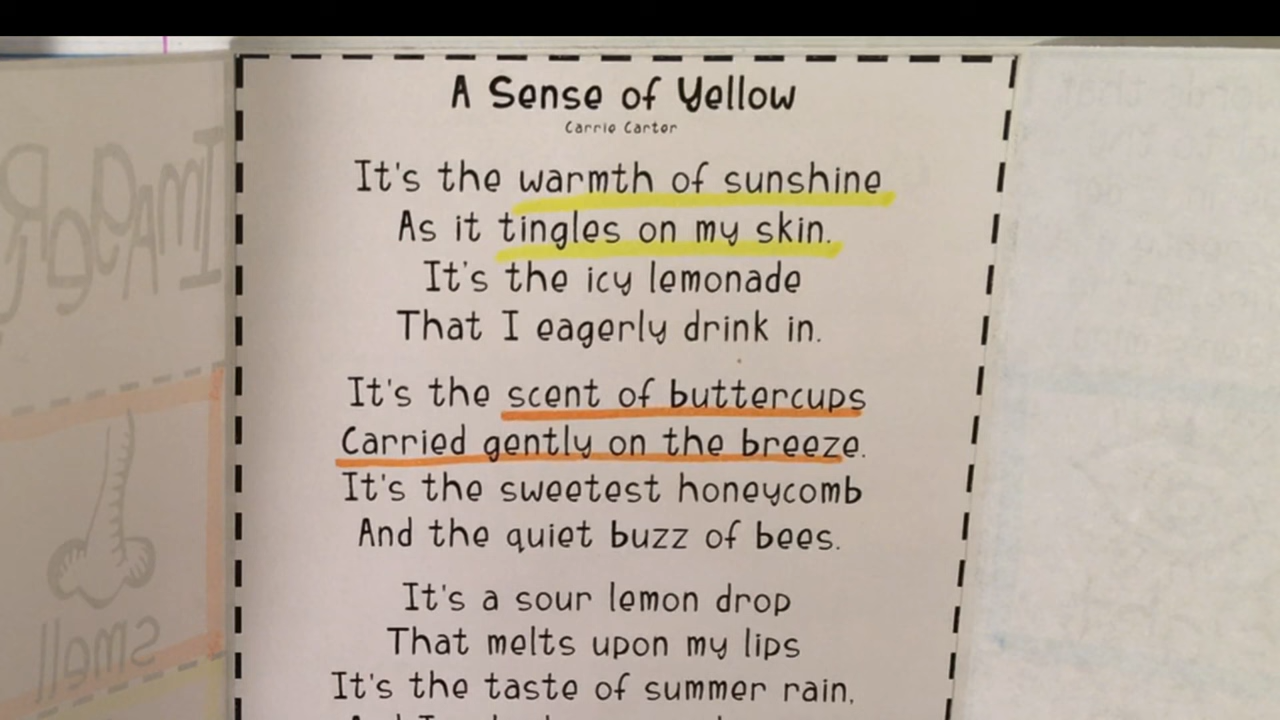 A Sense of Yellow
Carrie Carter
It's the warmth of sunshine
As it tingles on my skin.
It's the icy lemonade
That I eagerly drink in.
It's the scent of buttercups
Carried gently on the breeze.
It's the sweetest honeycomb
And the quiet buzz of bees.
It's a sour lemon drop
That melts upon my lips
It's the taste of summer rain,
Imagery
smell